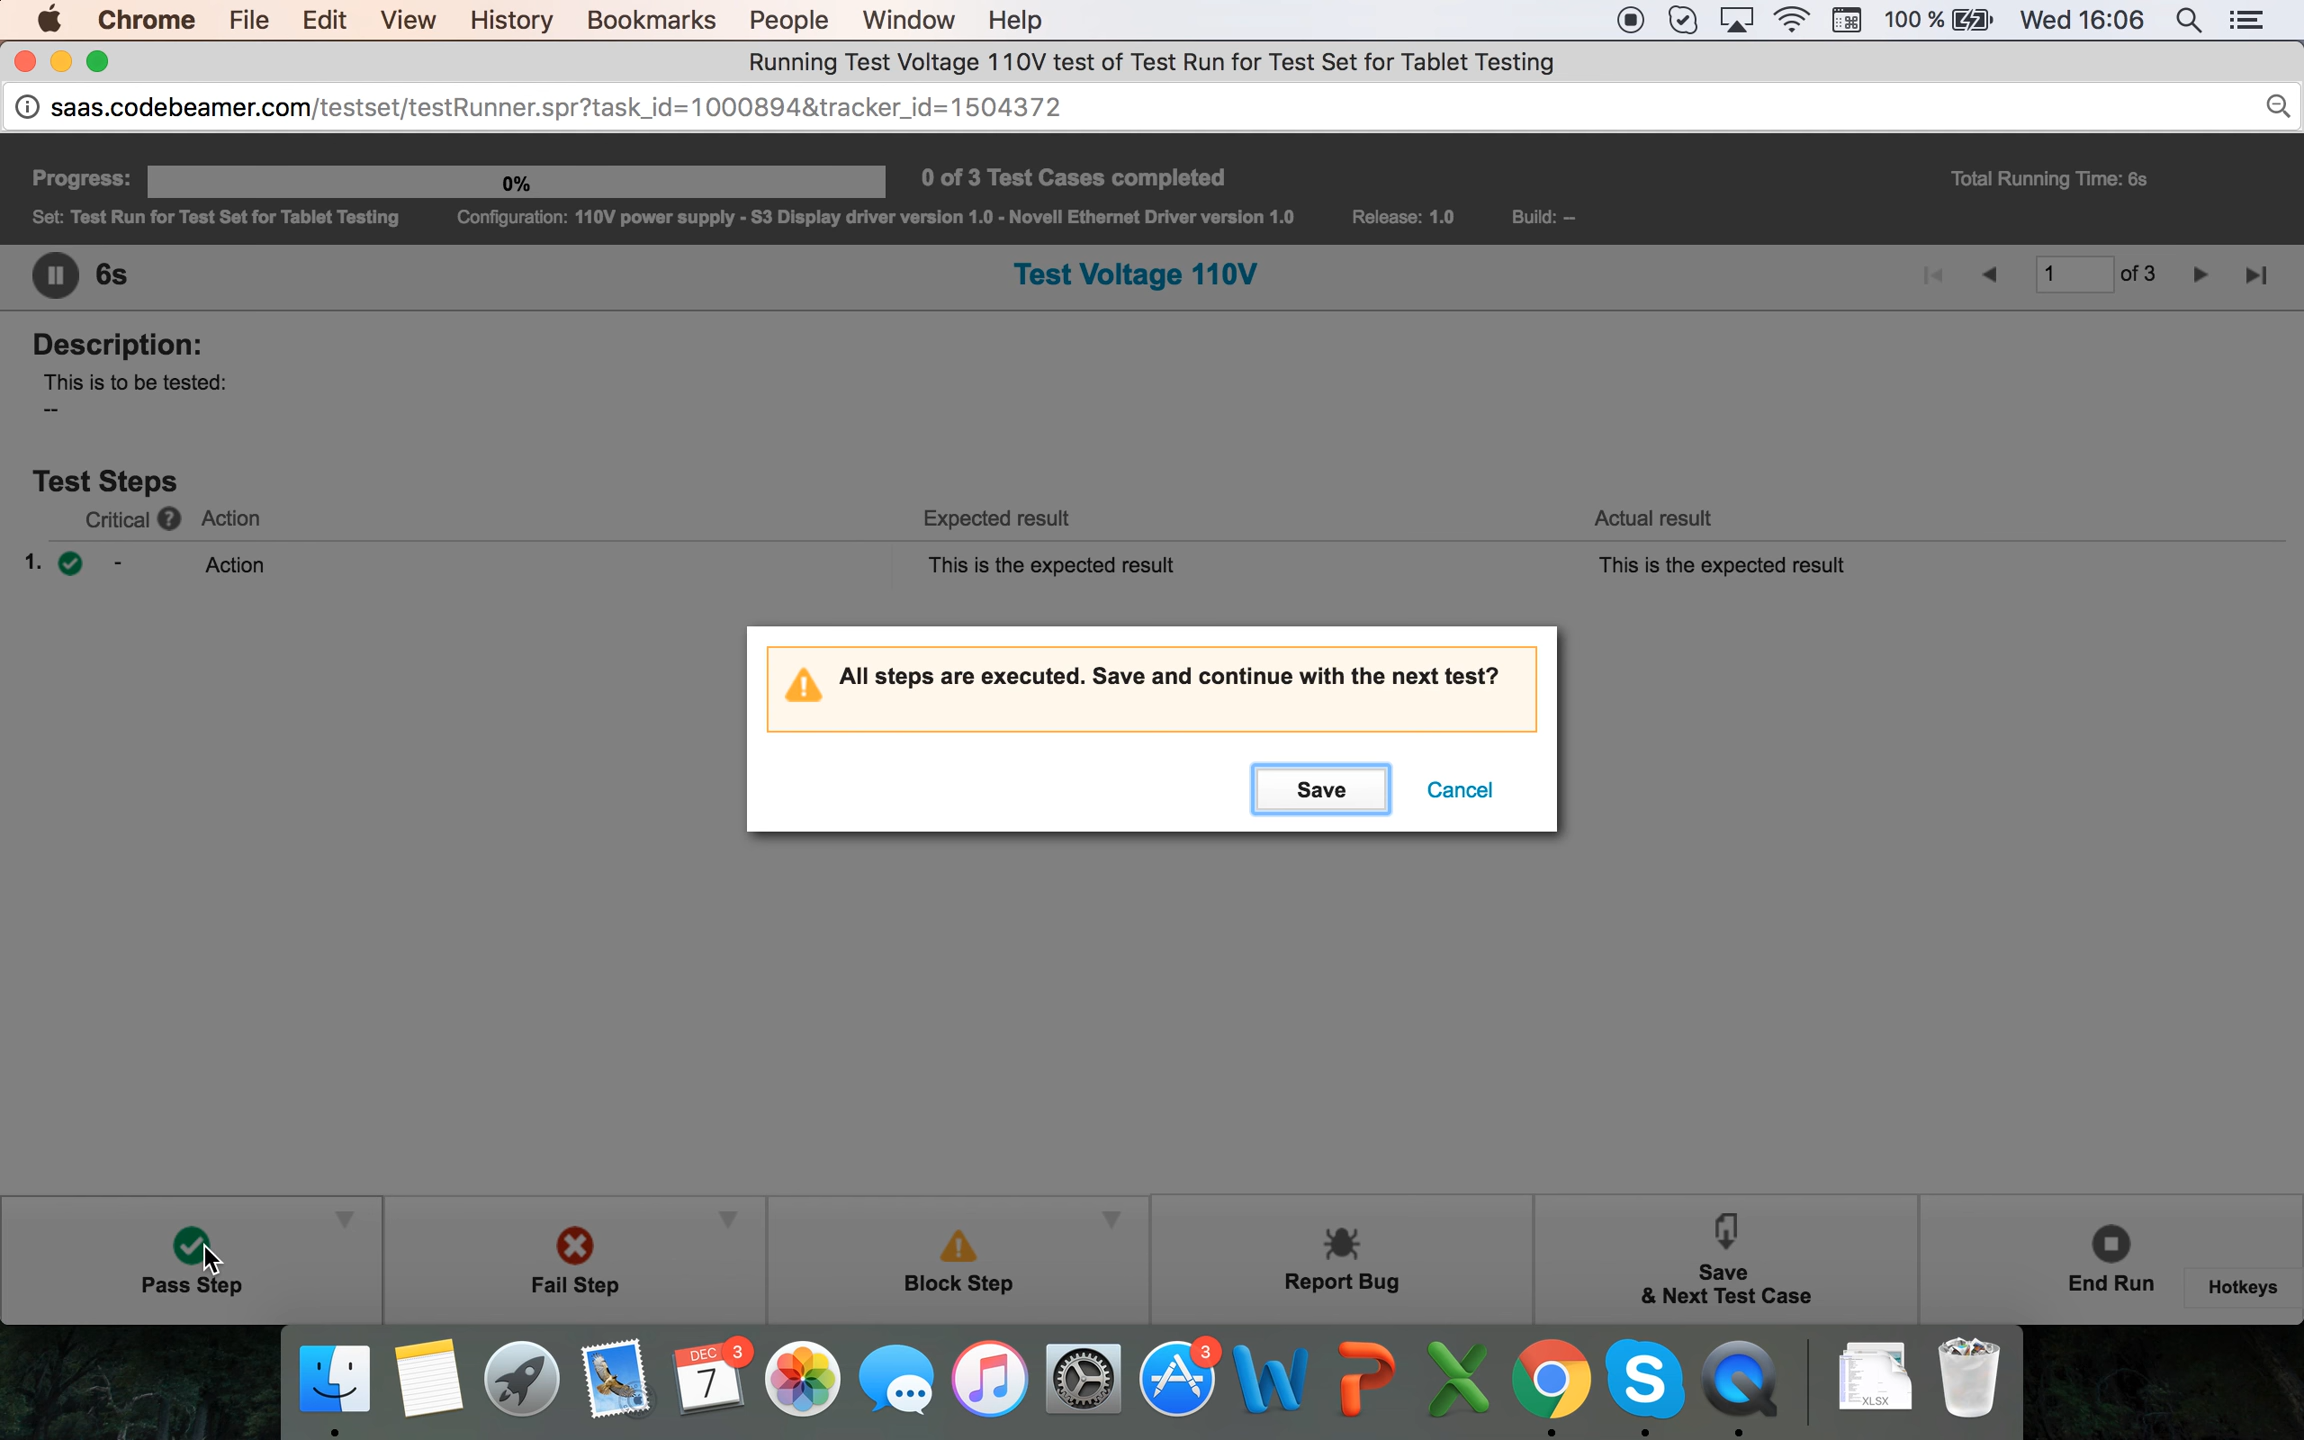 Chrome File Edit View History Bookmarks People Window Help 100 % Wed 16:06
Running Test Voltage 110V test of Test Run for Test Set for Tablet Testing
saas.codebeamer.com/testset/testRunner.spr?task_id=1000894&tracker_id=1504372
Progress: 0% 0 of 3 Test Cases completed Total Running Time: 6s
Set: Test Run for Test Set for Tablet Testing Configuration: 110V power supply - S3 Display driver version 1.0 - Novell Ethernet Driver version 1.0 Release: 1.0 Build: --
6s Test Voltage 110V 1 of 3
Description:
This is to be tested:
--
Test Steps
Critical ? Action Expected result Actual result
1. - Action This is the expected result This is the expected result
All steps are executed. Save and continue with the next test?
Save Cancel
Pass Step Fail Step Block Step Report Bug Save
& Next Test Case End Run Hotkeys
DEC 3 3
7
XLSX